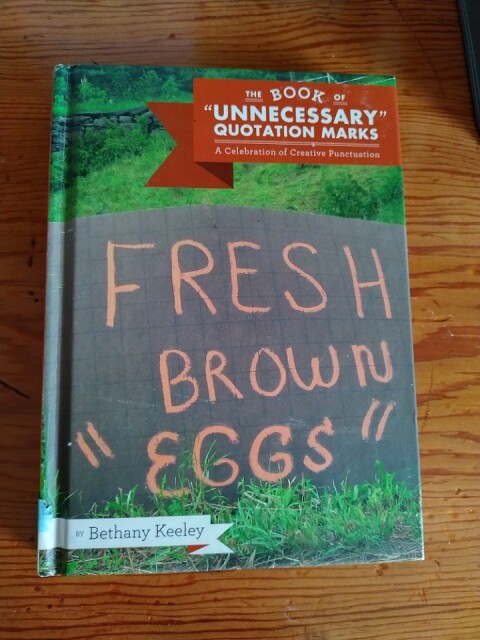 THE BOOK OF
"UNNECESSARY"
QUOTATION MARKS
A Celebration of Creative Punctuation
FRESH
BROWN
"EGGS"
BY Bethany Keeley